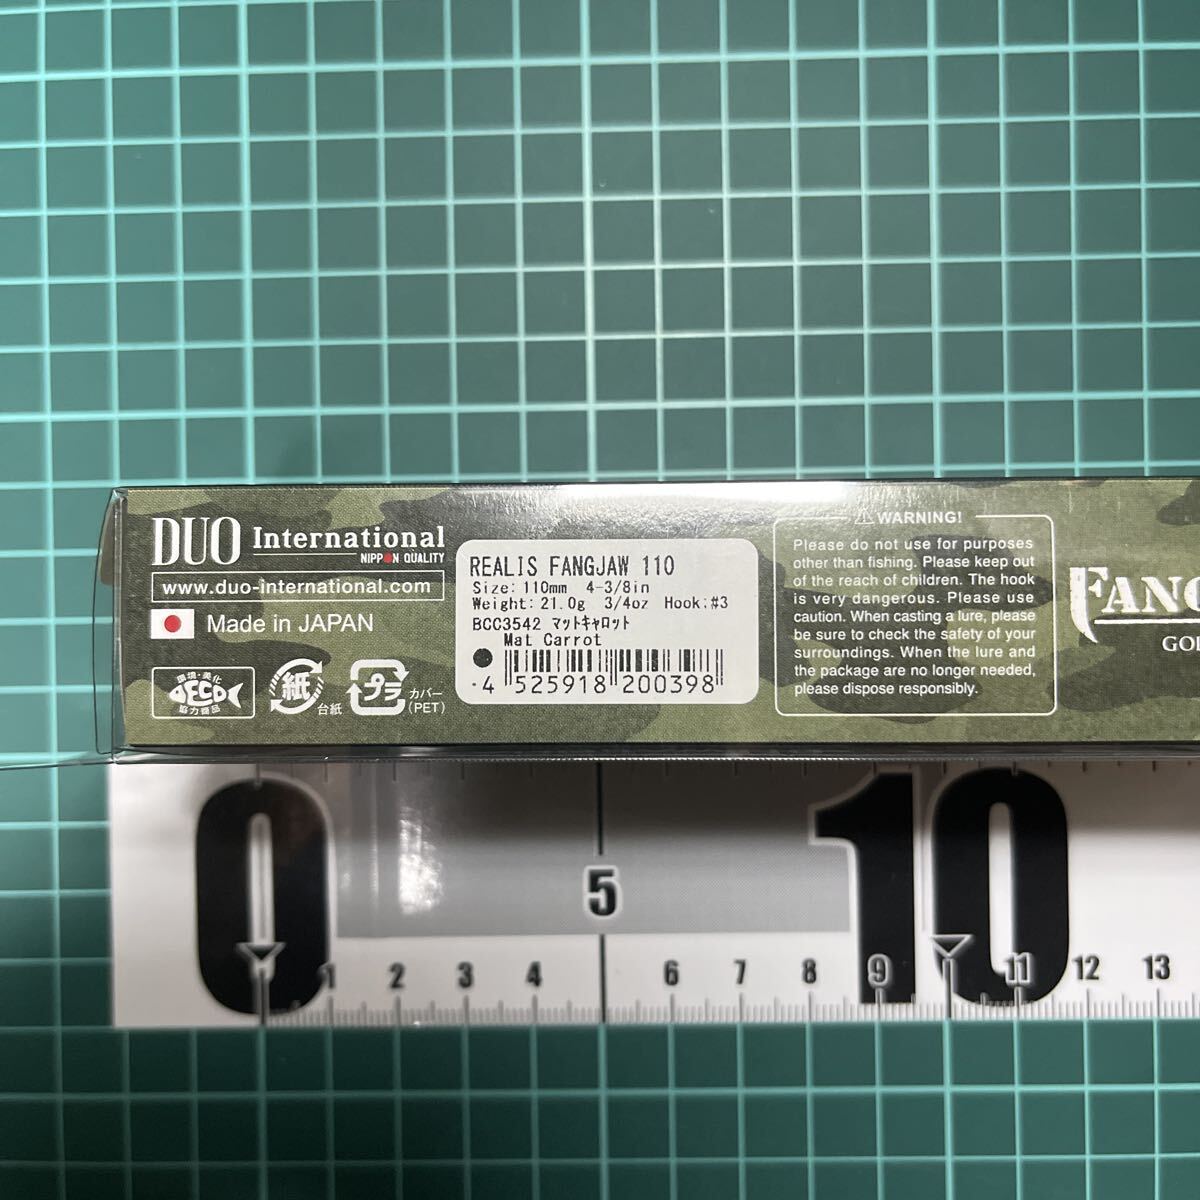 DUO International
NIPPON QUALITY
www.duo-international.com
Made in JAPAN
環境・美化
ECO
協力商品
紙
台紙
プラ
カバー
(PET)
REALIS FANGJAW 110
Size: 110mm 4-3/8in
Weight: 21.0g 3/4oz Hook:#3
BCC3542 マットキャロット
Mat Carrot
4 525918 200398
⚠WARNING!
Please do not use for purposes
other than fishing. Please keep out
of the reach of children. The hook
is very dangerous. Please use
caution. When casting a lure, please
be sure to check the safety of your
surroundings. When the lure and
the package are no longer needed,
please dispose responsibly.
FANG
GO
0
5
10
1 2 3 4 6 7 8 9 11 12 13